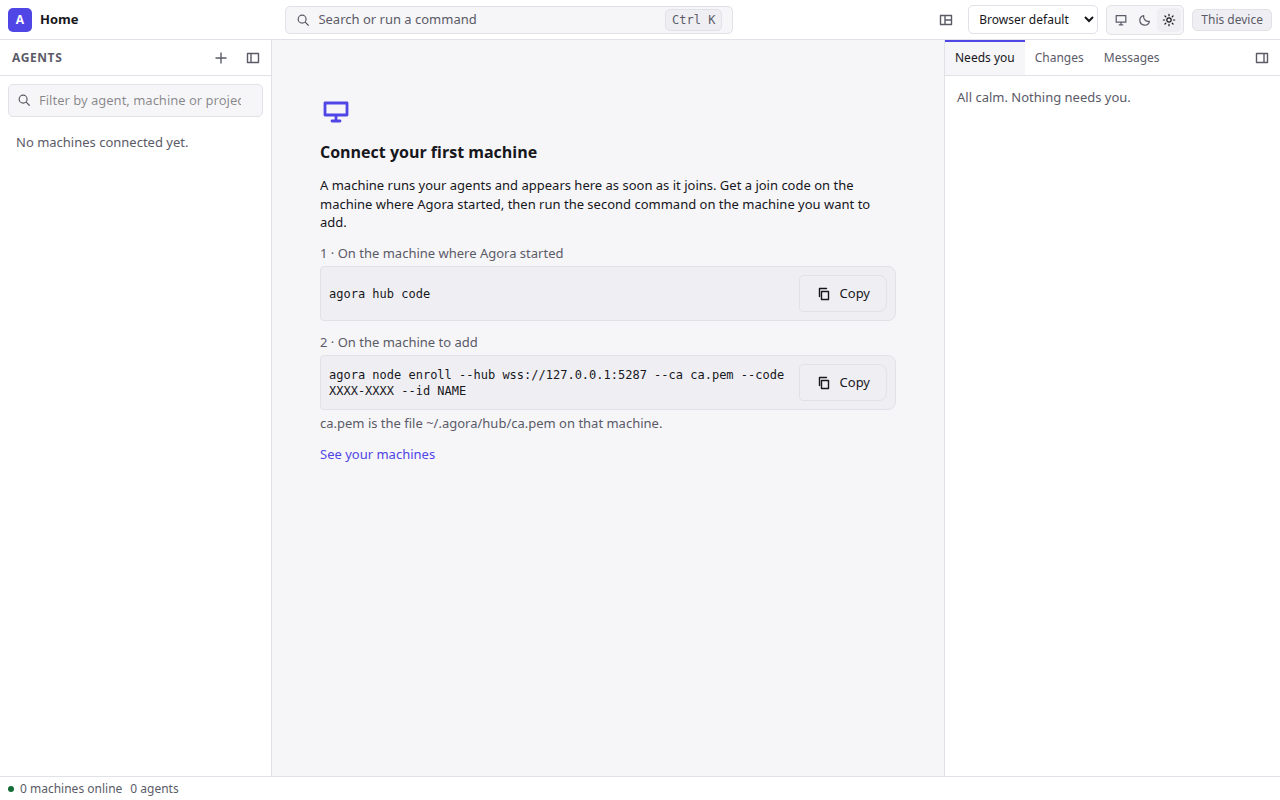 A Home
Search or run a command Ctrl K
Browser default
This device
AGENTS
Filter by agent, machine or projec
No machines connected yet.
Connect your first machine
A machine runs your agents and appears here as soon as it joins. Get a join code on the
machine where Agora started, then run the second command on the machine you want to
add.
1 · On the machine where Agora started
agora hub code
Copy
2 · On the machine to add
agora node enroll --hub wss://127.0.0.1:5287 --ca ca.pem --code
XXXX-XXXX --id NAME
Copy
ca.pem is the file ~/.agora/hub/ca.pem on that machine.
See your machines
Needs you Changes Messages
All calm. Nothing needs you.
0 machines online 0 agents